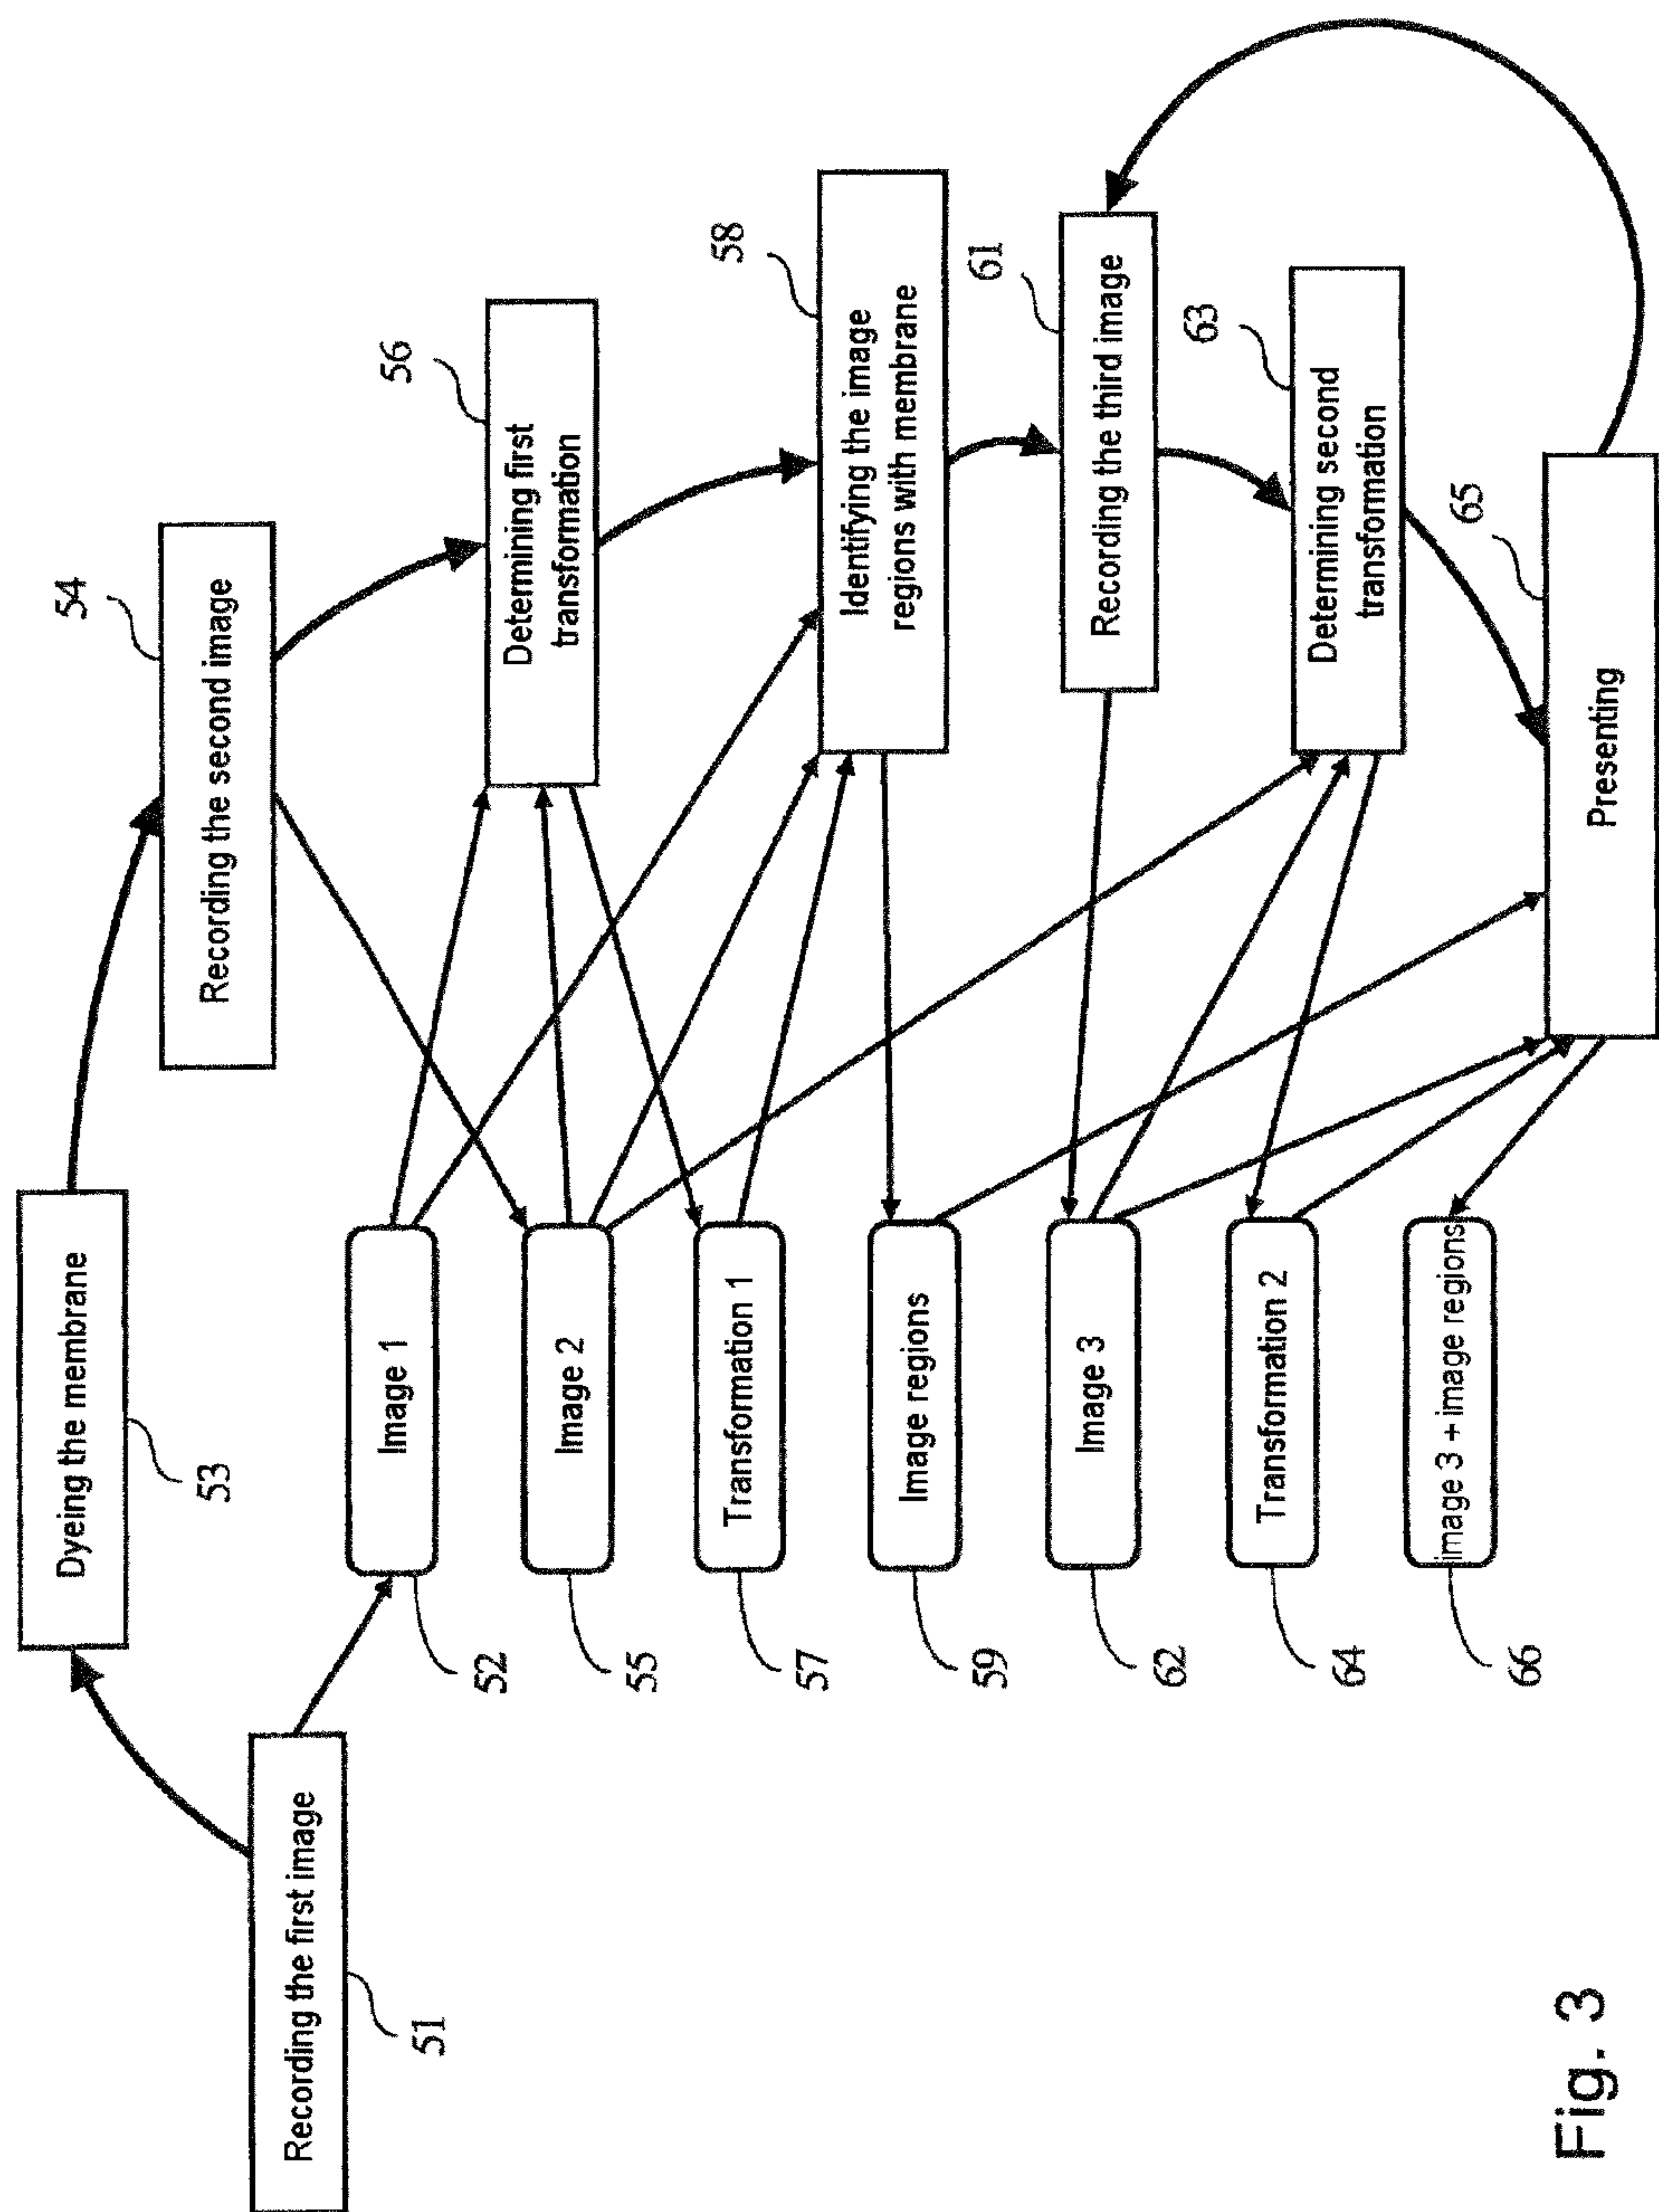 Recording the first image
51
Dyeing the membrane
53
Recording the second image
54
Image 1
52
Image 2
55
Determining first
transformation
56
Transformation 1
57
Identifying the image
regions with membrane
58
Image regions
59
Recording the third image
61
Image 3
62
Determining second
transformation
63
Transformation 2
64
Presenting
65
image 3 + image regions
66
Fig. 3